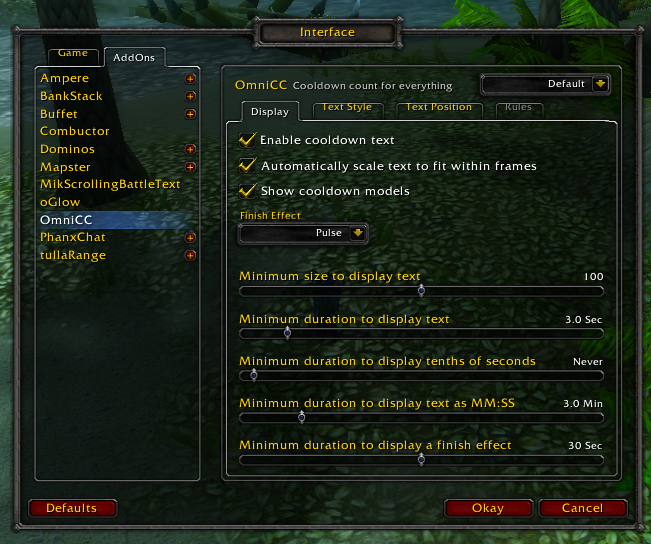 Interface
Game
AddOns
Ampere
BankStack
Buffet
Combuctor
Dominos
Mapster
MikScrollingBattleText
oGlow
OmniCC
PhanxChat
tullaRange
OmniCC Cooldown count for everything
Default
Display
Text Style
Text Position
Rules
Enable cooldown text
Automatically scale text to fit within frames
Show cooldown models
Finish Effect
Pulse
Minimum size to display text 100
Minimum duration to display text 3.0 Sec
Minimum duration to display tenths of seconds Never
Minimum duration to display text as MM:SS 3.0 Min
Minimum duration to display a finish effect 30 Sec
Defaults
Okay
Cancel